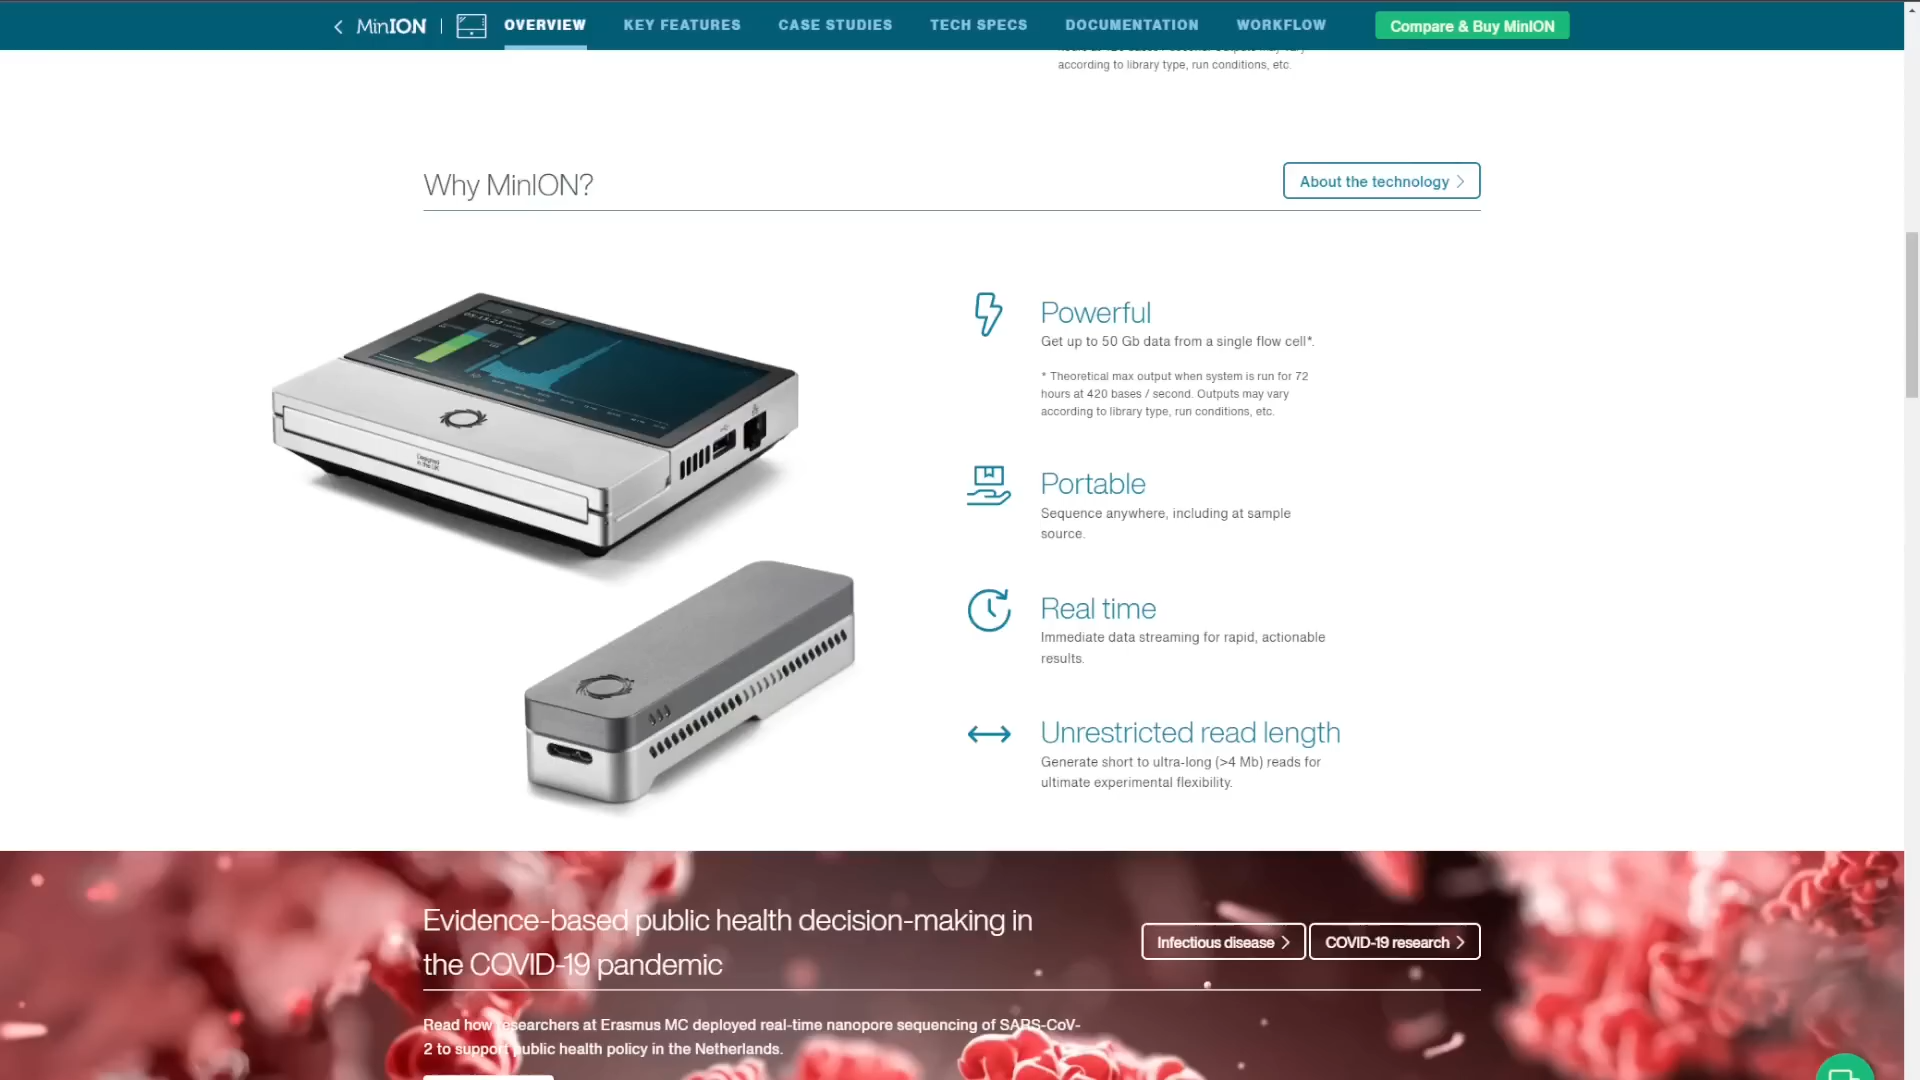 MinION
OVERVIEW
KEY FEATURES
CASE STUDIES
TECH SPECS
DOCUMENTATION
WORKFLOW
Compare & Buy MinION
according to library type, run conditions, etc.
Why MinION?
About the technology
Powerful
Get up to 50 Gb data from a single flow cell*.
* Theoretical max output when system is run for 72
hours at 420 bases / second. Outputs may vary
according to library type, run conditions, etc.
Portable
Sequence anywhere, including at sample
source.
Real time
Immediate data streaming for rapid, actionable
results.
Unrestricted read length
Generate short to ultra-long (>4 Mb) reads for
ultimate experimental flexibility.
Evidence-based public health decision-making in
the COVID-19 pandemic
Infectious disease
COVID-19 research
Read how researchers at Erasmus MC deployed real-time nanopore sequencing of SARS-CoV-
2 to support public health policy in the Netherlands.